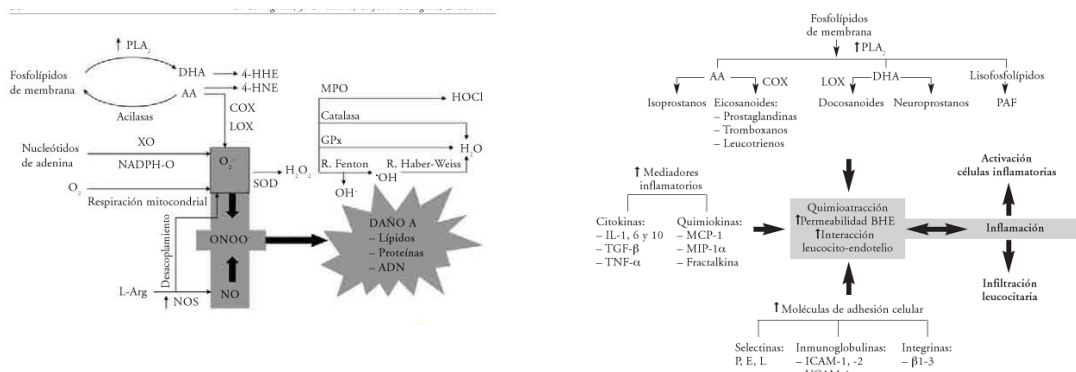 ↑ PLA₂
Fosfolípidos
de membrana
DHA
4-HHE
AA
4-HNE
Acilasas
COX
LOX
Nucleótidos
de adenina
XO
NADPH-O
O₂
Respiración mitocondrial
O₂·⁻
SOD
H₂O₂
MPO
HOCl
Catalasa
GPx
H₂O
R. Fenton
·OH
R. Haber-Weiss
OH⁻
Desacoplamiento
ONOO
L-Arg
↑ NOS
NO
DAÑO A
– Lípidos
– Proteínas
– ADN
Fosfolípidos
de membrana
↑PLA₂
AA
COX
LOX
DHA
Lisofosfolípidos
Isoprostanos
Eicosanoides:
– Prostaglandinas
– Tromboxanos
– Leucotrienos
Docosanoides
Neuroprostanos
PAF
↑ Mediadores
inflamatorios
Citokinas:
– IL-1, 6 y 10
– TGF-β
– TNF-α
Quimiokinas:
– MCP-1
– MIP-1α
– Fractalkina
Quimioatracción
↑Permeabilidad BHE
↑Interacción
leucocito-endotelio
Activación
células inflamatorias
Inflamación
Infiltración
leucocitaria
↑Moléculas de adhesión celular
Selectinas:
P, E, L
Inmunoglobulinas:
– ICAM-1, -2
Integrinas:
– β1-3